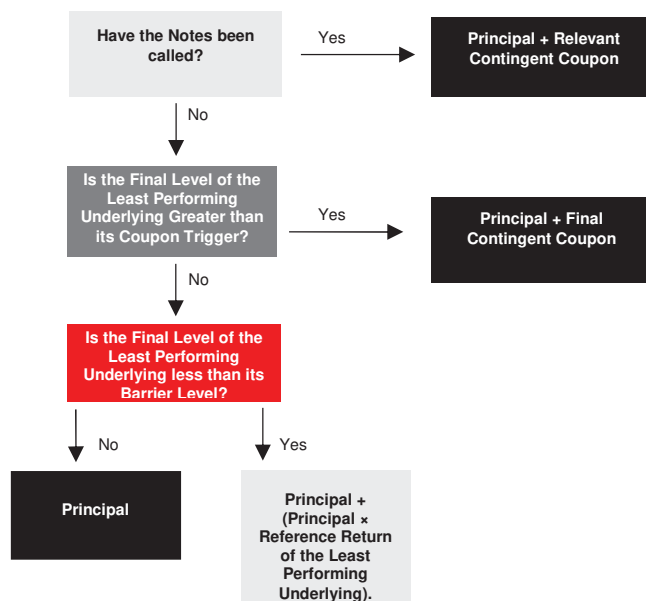 Have the Notes been
called?
Yes
Principal + Relevant
Contingent Coupon
No
Is the Final Level of the
Least Performing
Underlying Greater than
its Coupon Trigger?
Yes
Principal + Final
Contingent Coupon
No
Is the Final Level of the
Least Performing
Underlying less than its
Barrier Level?
No
Yes
Principal
Principal +
(Principal ×
Reference Return
of the Least
Performing
Underlying).